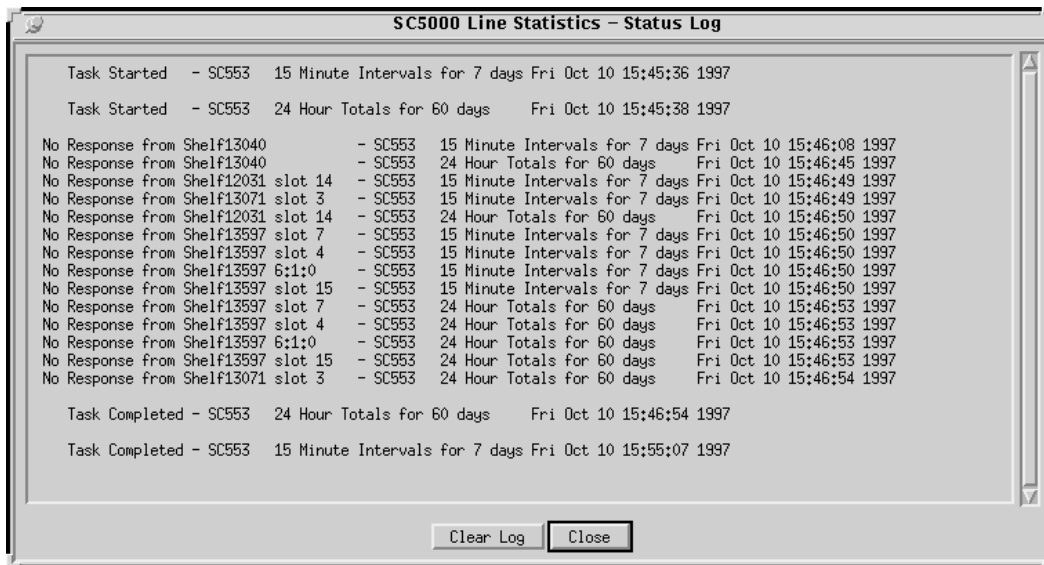 SC5000 Line Statistics – Status Log
Task Started - SC553 15 Minute Intervals for 7 days Fri Oct 10 15:45:36 1997
Task Started - SC553 24 Hour Totals for 60 days Fri Oct 10 15:45:38 1997
No Response from Shelf13040 - SC553 15 Minute Intervals for 7 days Fri Oct 10 15:46:08 1997
No Response from Shelf13040 - SC553 24 Hour Totals for 60 days Fri Oct 10 15:46:45 1997
No Response from Shelf12031 slot 14 - SC553 15 Minute Intervals for 7 days Fri Oct 10 15:46:49 1997
No Response from Shelf13071 slot 3 - SC553 15 Minute Intervals for 7 days Fri Oct 10 15:46:49 1997
No Response from Shelf12031 slot 14 - SC553 24 Hour Totals for 60 days Fri Oct 10 15:46:50 1997
No Response from Shelf13597 slot 7 - SC553 15 Minute Intervals for 7 days Fri Oct 10 15:46:50 1997
No Response from Shelf13597 slot 4 - SC553 15 Minute Intervals for 7 days Fri Oct 10 15:46:50 1997
No Response from Shelf13597 6:1:0 - SC553 15 Minute Intervals for 7 days Fri Oct 10 15:46:50 1997
No Response from Shelf13597 slot 15 - SC553 15 Minute Intervals for 7 days Fri Oct 10 15:46:50 1997
No Response from Shelf13597 slot 7 - SC553 24 Hour Totals for 60 days Fri Oct 10 15:46:53 1997
No Response from Shelf13597 slot 4 - SC553 24 Hour Totals for 60 days Fri Oct 10 15:46:53 1997
No Response from Shelf13597 6:1:0 - SC553 24 Hour Totals for 60 days Fri Oct 10 15:46:53 1997
No Response from Shelf13597 slot 15 - SC553 24 Hour Totals for 60 days Fri Oct 10 15:46:53 1997
No Response from Shelf13071 slot 3 - SC553 24 Hour Totals for 60 days Fri Oct 10 15:46:54 1997
Task Completed - SC553 24 Hour Totals for 60 days Fri Oct 10 15:46:54 1997
Task Completed - SC553 15 Minute Intervals for 7 days Fri Oct 10 15:55:07 1997
Clear Log Close